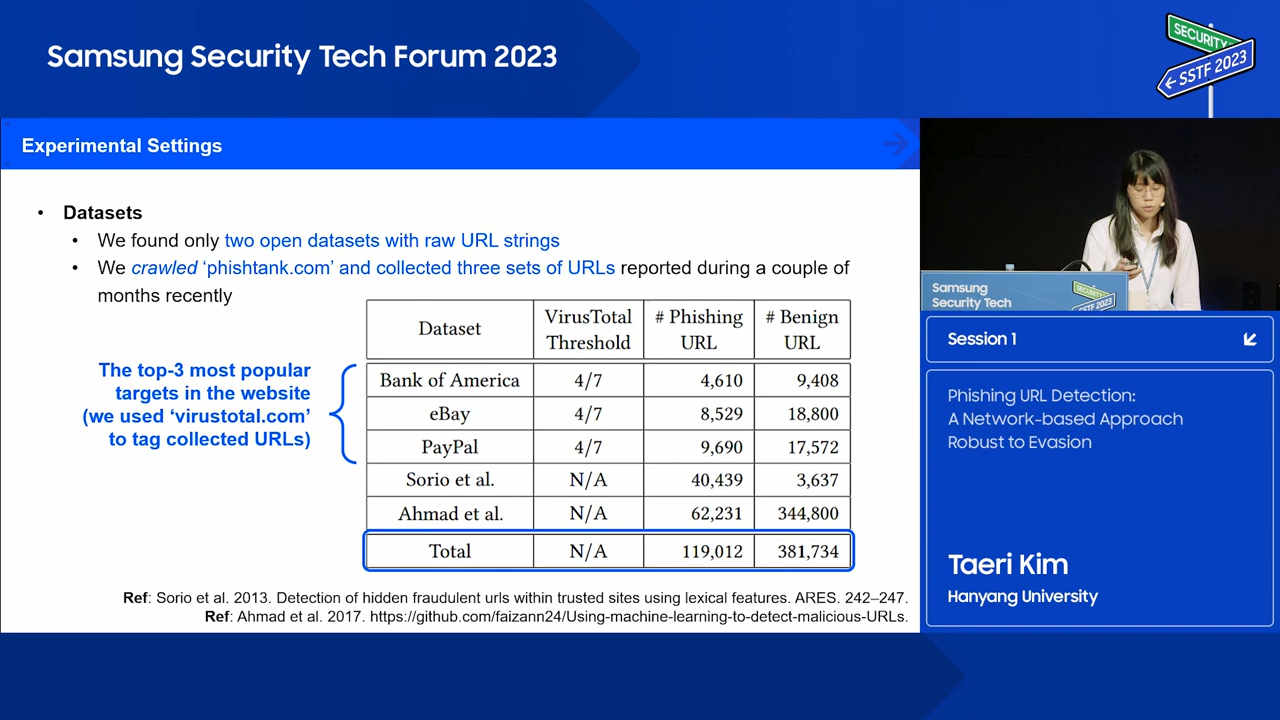 Samsung Security Tech Forum 2023
SECURITY
SSTF 2023
Experimental Settings
• Datasets
• We found only two open datasets with raw URL strings
• We crawled ‘phishtank.com’ and collected three sets of URLs reported during a couple of
months recently
The top-3 most popular
targets in the website
(we used ‘virustotal.com’
to tag collected URLs)
Dataset VirusTotal Threshold # Phishing URL # Benign URL
Bank of America 4/7 4,610 9,408
eBay 4/7 8,529 18,800
PayPal 4/7 9,690 17,572
Sorio et al. N/A 40,439 3,637
Ahmad et al. N/A 62,231 344,800
Total N/A 119,012 381,734
Ref: Sorio et al. 2013. Detection of hidden fraudulent urls within trusted sites using lexical features. ARES. 242–247.
Ref: Ahmad et al. 2017. https://github.com/faizann24/Using-machine-learning-to-detect-malicious-URLs.
Samsung
Security Tech
SECURITY
SSTF 2023
Session 1
Phishing URL Detection:
A Network-based Approach
Robust to Evasion
Taeri Kim
Hanyang University